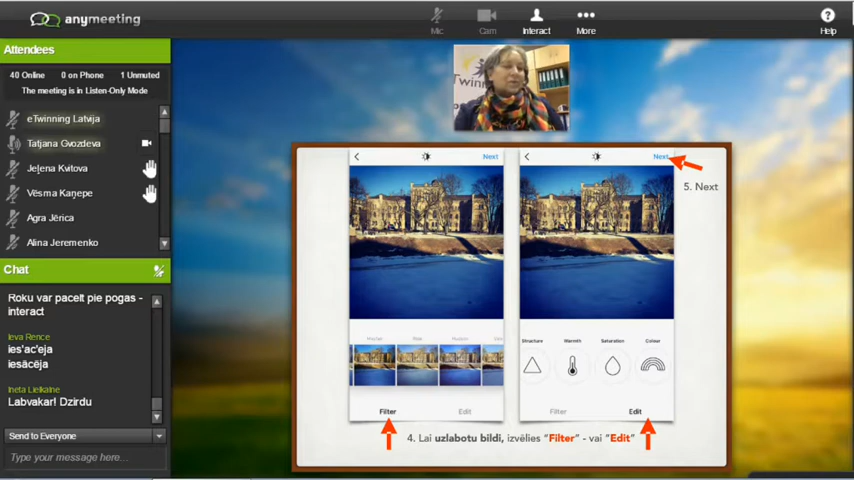 anymeeting
Mic
Cam
Interact
More
Help
Attendees
40 Online
0 on Phone
1 Unmuted
The meeting is in Listen-Only Mode
eTwinning Latvija
Tatjana Gvozdeva
Jeļena Kvitova
Vēsma Kaņepe
Agra Jērica
Alina Jeremenko
Chat
Roku var pacelt pie pogas -
interact
Ieva Rence
ies'ac'eja
iesācēja
Ineta Lielkalne
Labvakar! Dzirdu
Send to Everyone
Type your message here...
Next
Filter
Edit
Next
5. Next
Structure
Warmth
Saturation
Colour
Filter
Edit
4. Lai uzlabotu bildi, izvēlies “Filter” - vai “Edit”